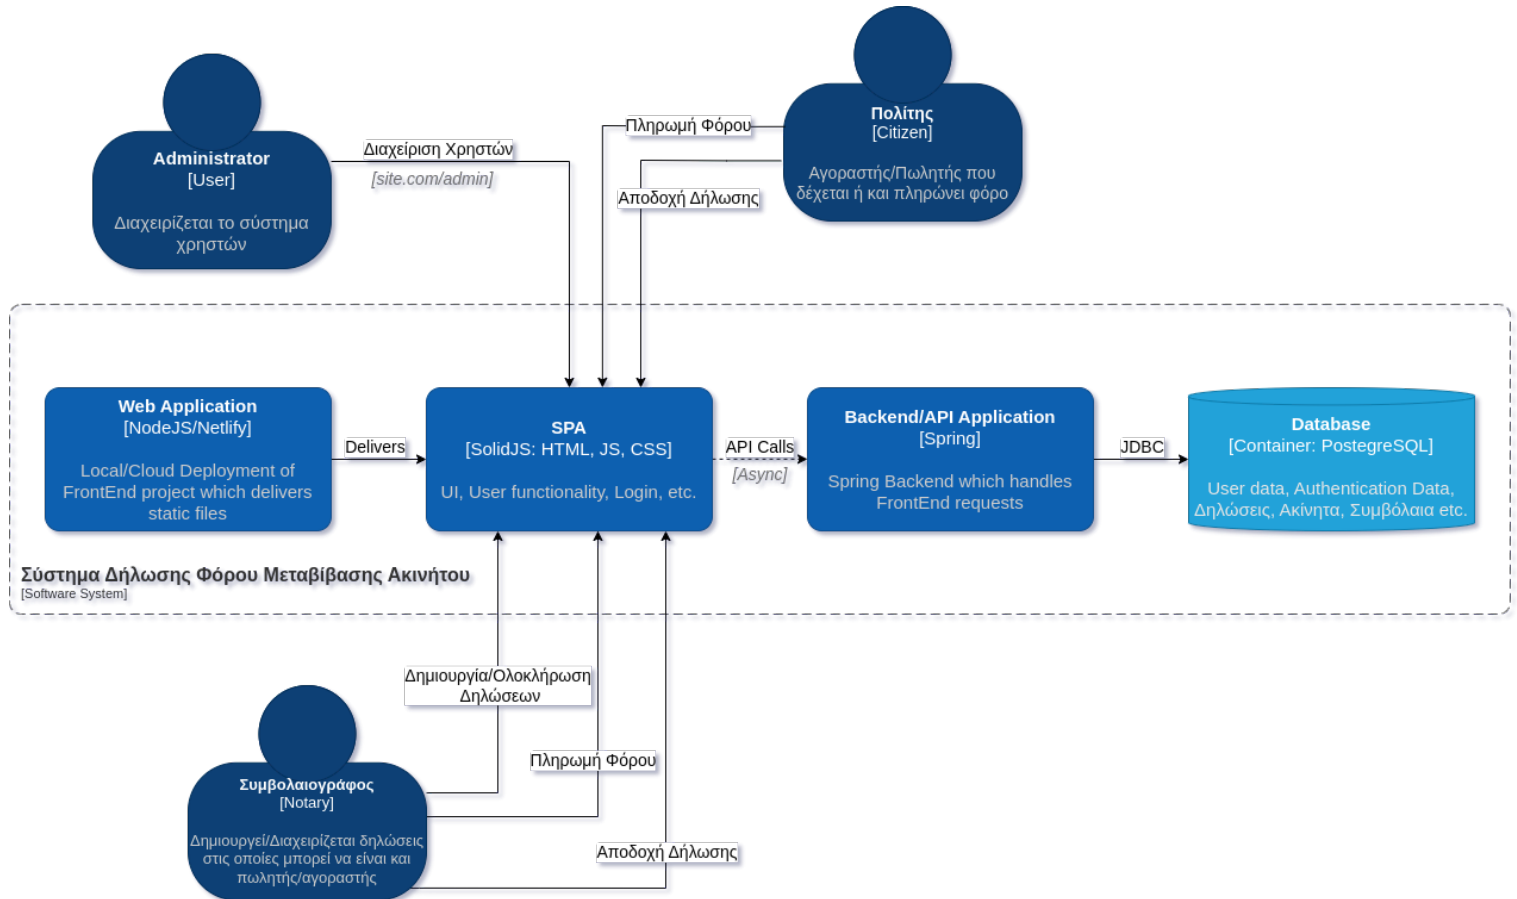 Πολίτης
[Citizen]
Αγοραστής/Πωλητής που
δέχεται ή και πληρώνει φόρο
Πληρωμή Φόρου
Αποδοχή Δήλωσης
Administrator
[User]
Διαχειρίζεται το σύστημα
χρηστών
Διαχείριση Χρηστών
[site.com/admin]
Web Application
[NodeJS/Netlify]
Local/Cloud Deployment of
FrontEnd project which delivers
static files
Delivers
SPA
[SolidJS: HTML, JS, CSS]
UI, User functionality, Login, etc.
API Calls
[Async]
Backend/API Application
[Spring]
Spring Backend which handles
FrontEnd requests
JDBC
Database
[Container: PostegreSQL]
User data, Authentication Data,
Δηλώσεις, Ακίνητα, Συμβόλαια etc.
Σύστημα Δήλωσης Φόρου Μεταβίβασης Ακινήτου
[Software System]
Δημιουργία/Ολοκλήρωση
Δηλώσεων
Πληρωμή Φόρου
Αποδοχή Δήλωσης
Συμβολαιογράφος
[Notary]
Δημιουργεί/Διαχειρίζεται δηλώσεις
στις οποίες μπορεί να είναι και
πωλητής/αγοραστής